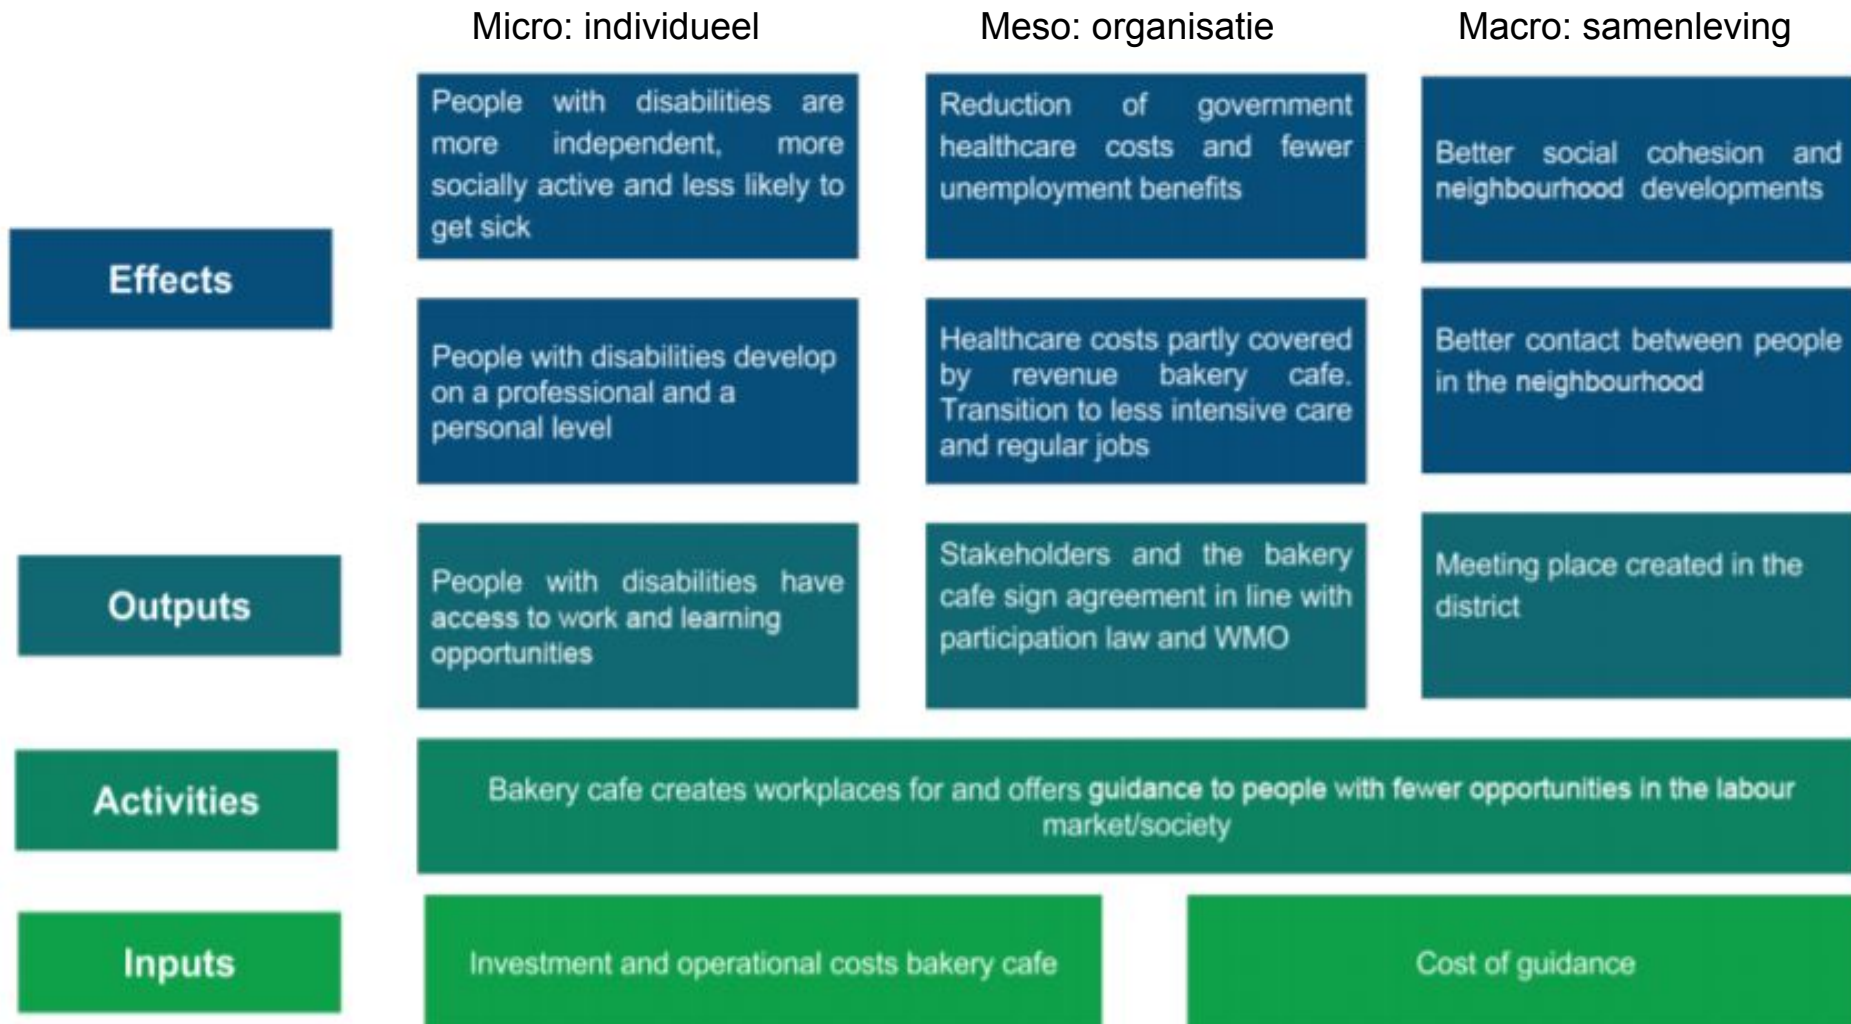 Micro: individueel
Meso: organisatie
Macro: samenleving
Effects
People with disabilities are
more independent, more
socially active and less likely to
get sick
Reduction of government
healthcare costs and fewer
unemployment benefits
Better social cohesion and
neighbourhood developments
People with disabilities develop
on a professional and a
personal level
Healthcare costs partly covered
by revenue bakery cafe.
Transition to less intensive care
and regular jobs
Better contact between people
in the neighbourhood
Outputs
People with disabilities have
access to work and learning
opportunities
Stakeholders and the bakery
cafe sign agreement in line with
participation law and WMO
Meeting place created in the
district
Activities
Bakery cafe creates workplaces for and offers guidance to people with fewer opportunities in the labour
market/society
Inputs
Investment and operational costs bakery cafe
Cost of guidance